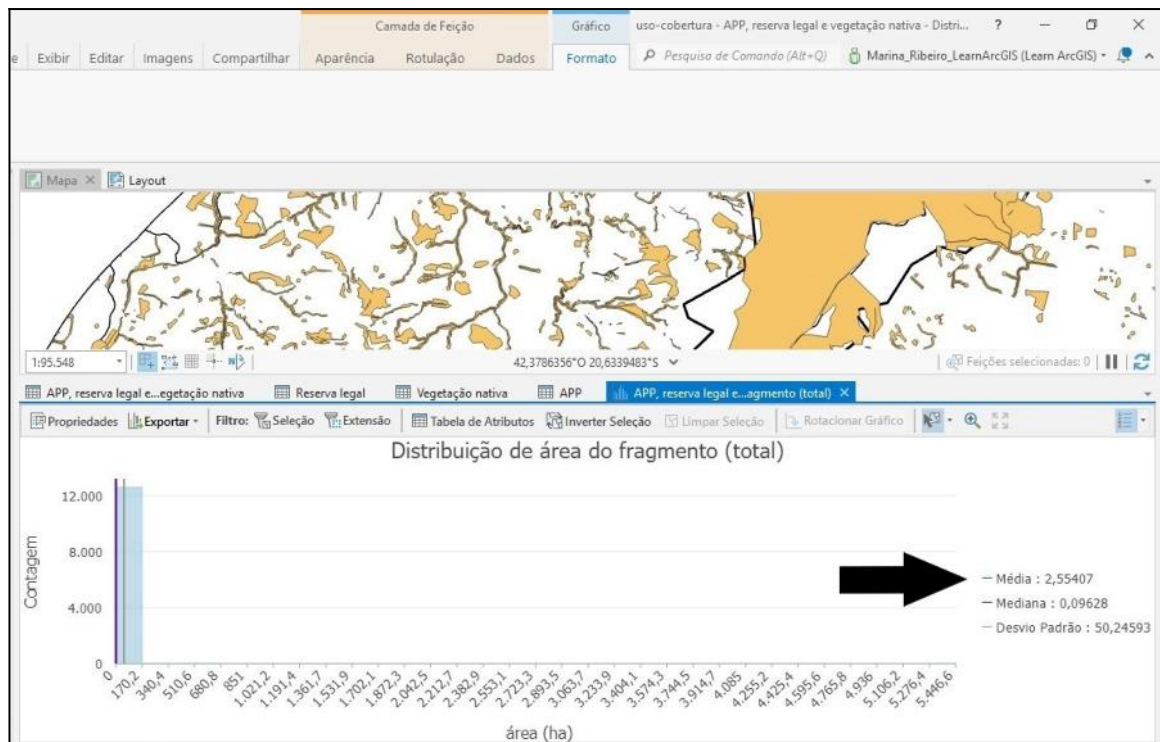 Camada de Feição Gráfico uso-cobertura - APP, reserva legal e vegetação nativa - Distri... ?
e Exibir Editar Imagens Compartilhar Aparência Rotulação Dados Formato Pesquisa de Comando (Alt+Q) Marina_Ribeiro_LearnArcGIS (Learn ArcGIS)
Mapa Layout
1:95.548 42,3786356°O 20,6339483°S Feições selecionadas: 0
APP, reserva legal e...egetação nativa Reserva legal Vegetação nativa APP APP, reserva legal e...agmento (total)
Propriedades Exportar Filtro: Seleção Extensão Tabela de Atributos Inverter Seleção Limpar Seleção Rotacionar Gráfico
Distribuição de área do fragmento (total)
Contagem
12.000
8.000
4.000
0
Média : 2,55407
Mediana : 0,09628
Desvio Padrão : 50,24593
0 170,2 340,4 510,6 680,8 851 1.021,2 1.191,4 1.361,7 1.531,9 1.702,1 1.872,3 2.042,5 2.212,7 2.382,9 2.553,1 2.723,3 2.893,5 3.063,7 3.233,9 3.404,1 3.574,3 3.744,5 3.914,7 4.085 4.255,2 4.425,4 4.595,6 4.765,8 4.936 5.106,2 5.276,4 5.446,6
área (ha)